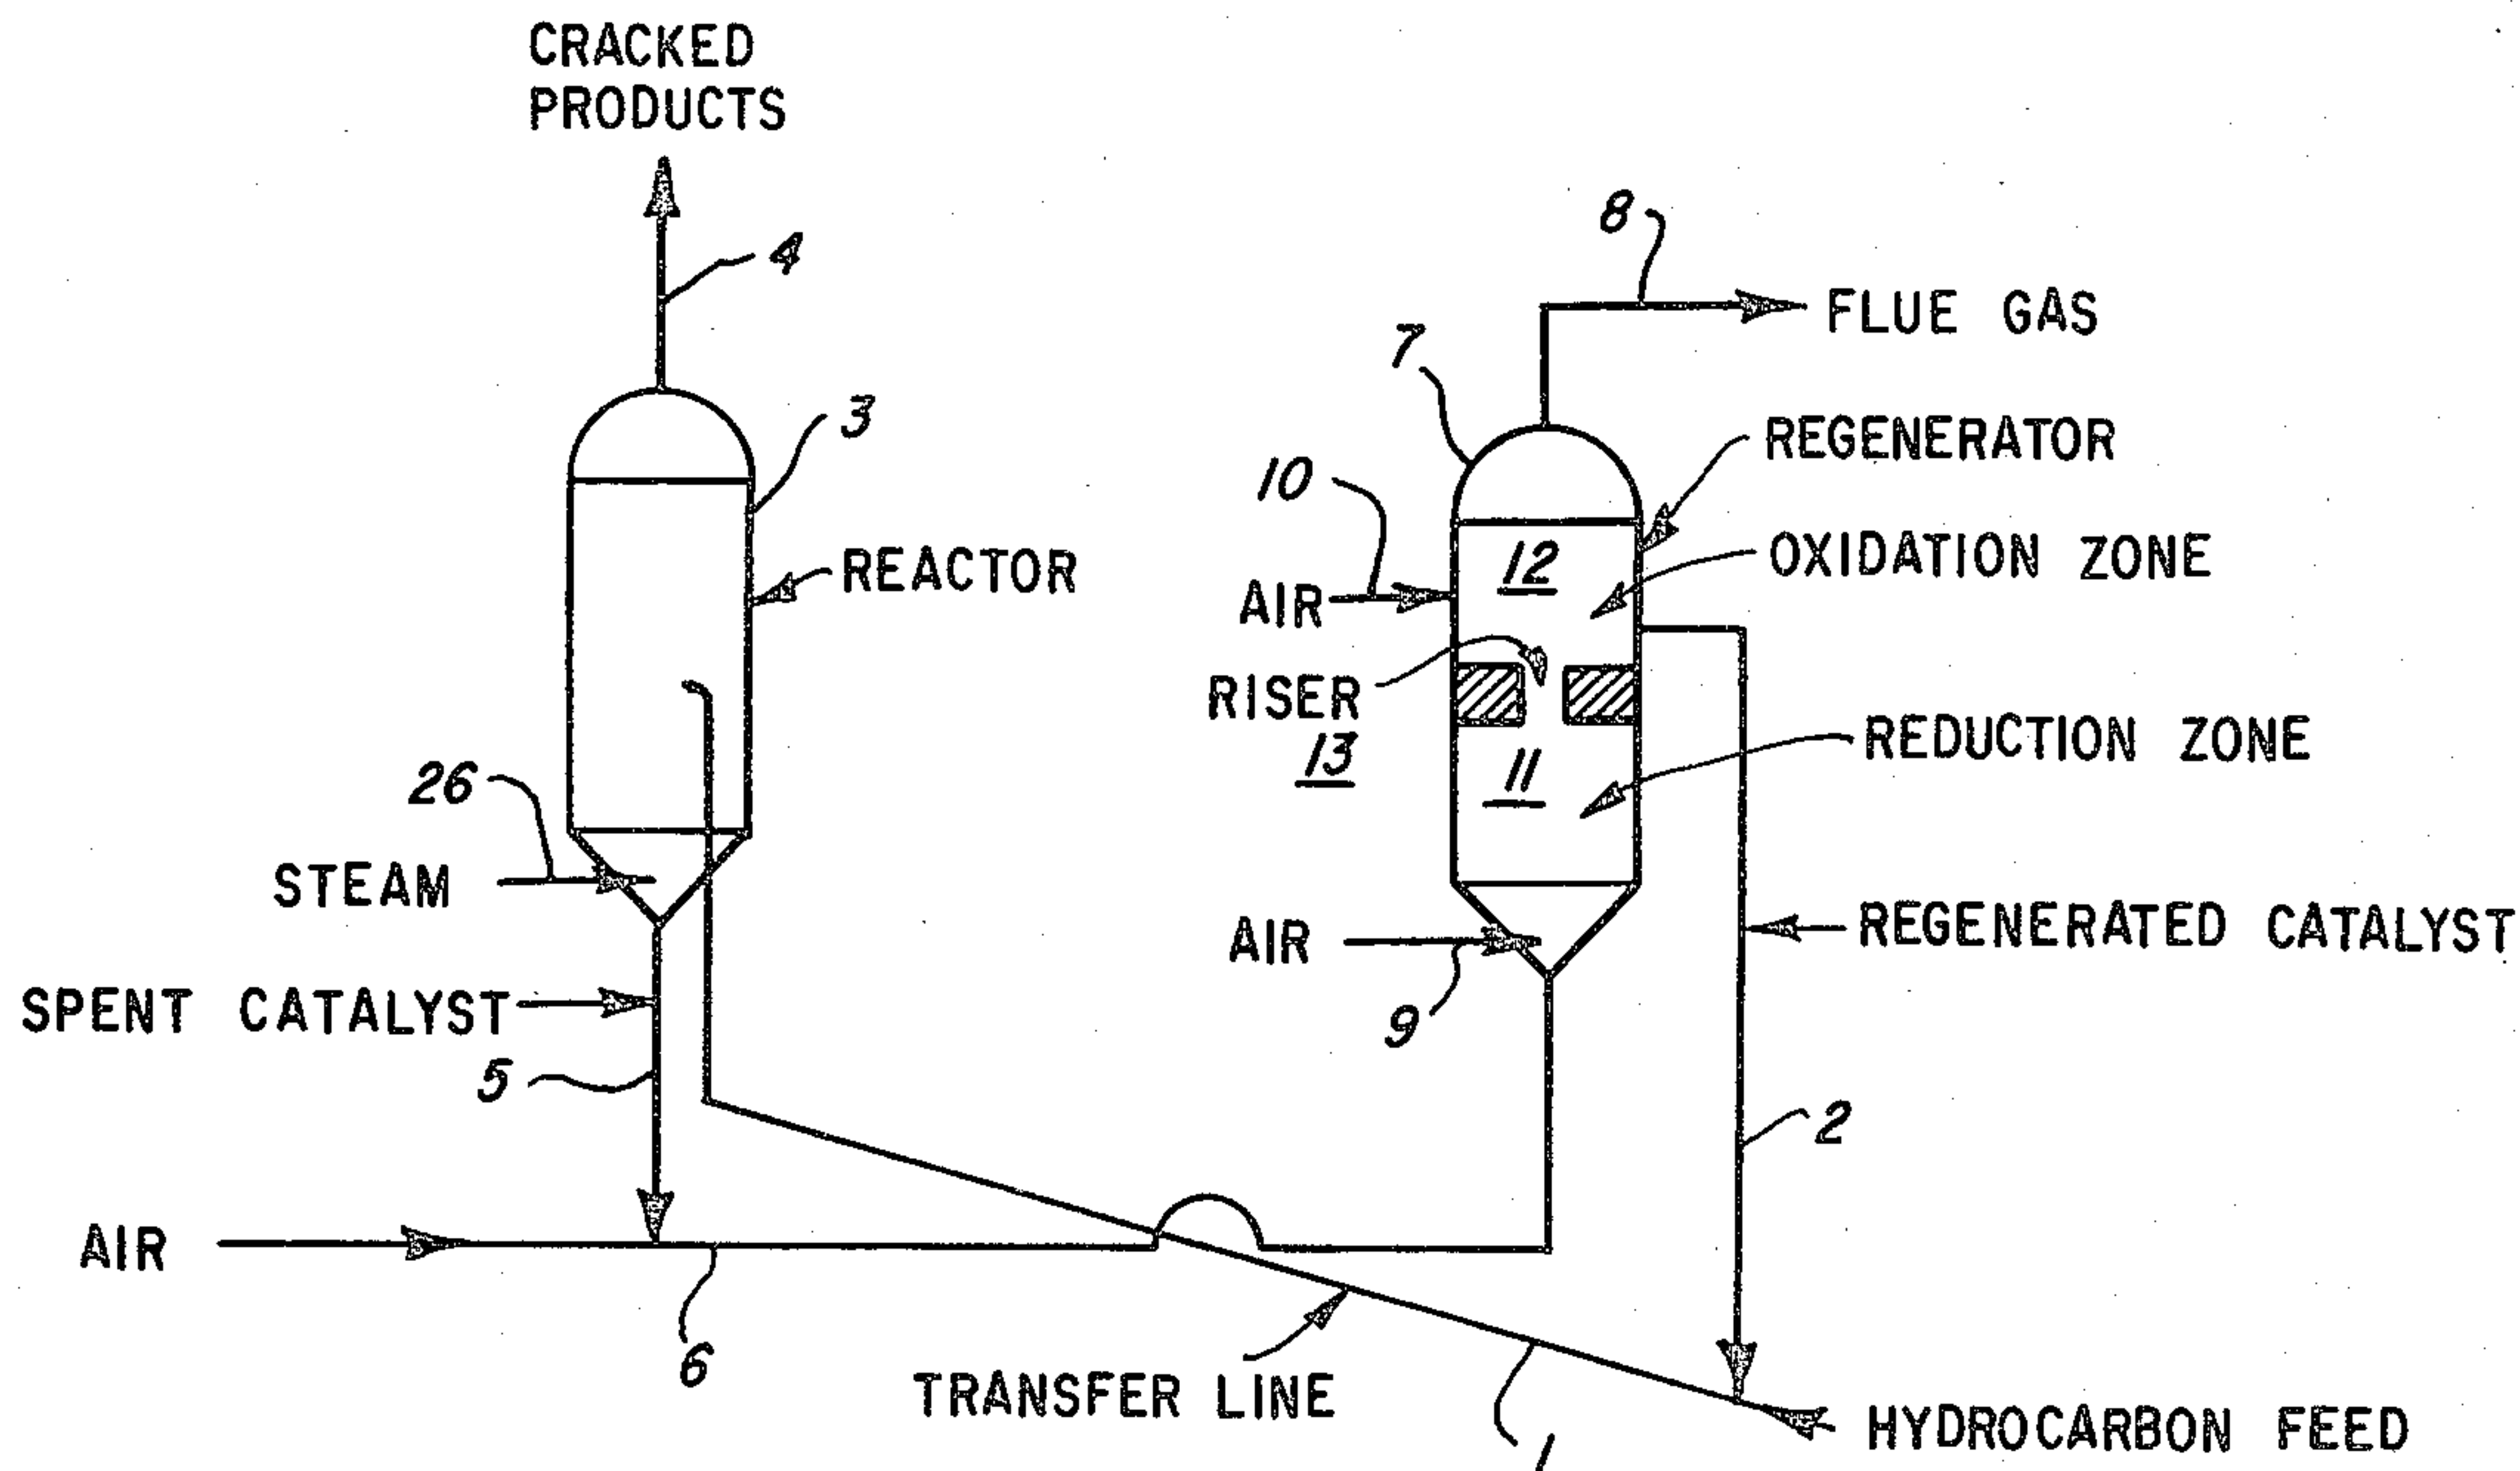 CRACKED
PRODUCTS
4
8
FLUE GAS
7
3
REGENERATOR
10
12
OXIDATION ZONE
REACTOR
AIR
RISER
13
11
REDUCTION ZONE
26
STEAM
AIR
REGENERATED CATALYST
SPENT CATALYST
9
5
2
AIR
6
TRANSFER LINE
1
HYDROCARBON FEED